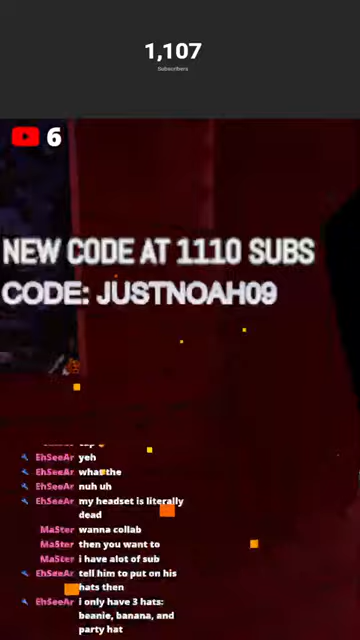 1,107
Subscribers
6
NEW CODE AT 1110 SUBS
CODE: JUSTNOAH09
EhSeeAr yeh
EhSeeAr whas the
EhSeeAr nuh uh
EhSeeAr my headset is literally
dead
MaSter wanna collab
MaSter then you want to
MaSter i have alot of sub
EhSeeAr tell him to put on his
hats then
EhSeeAr i only have 3 hats:
beanie, banana, and
party hat